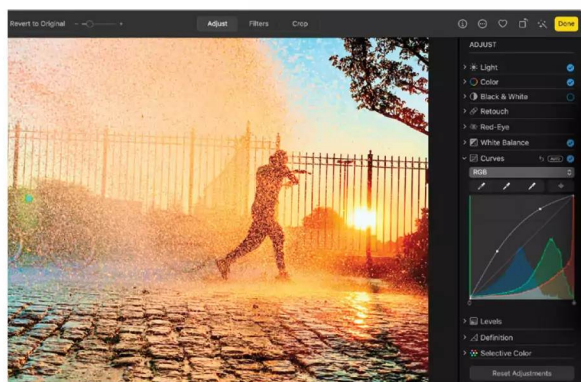 Revert to Original
Adjust
Filters
Crop
Done
ADJUST
Light
Color
Black & White
Retouch
Red-Eye
White Balance
Curves
AUTO
RGB
Levels
Definition
Selective Color
Reset Adjustments